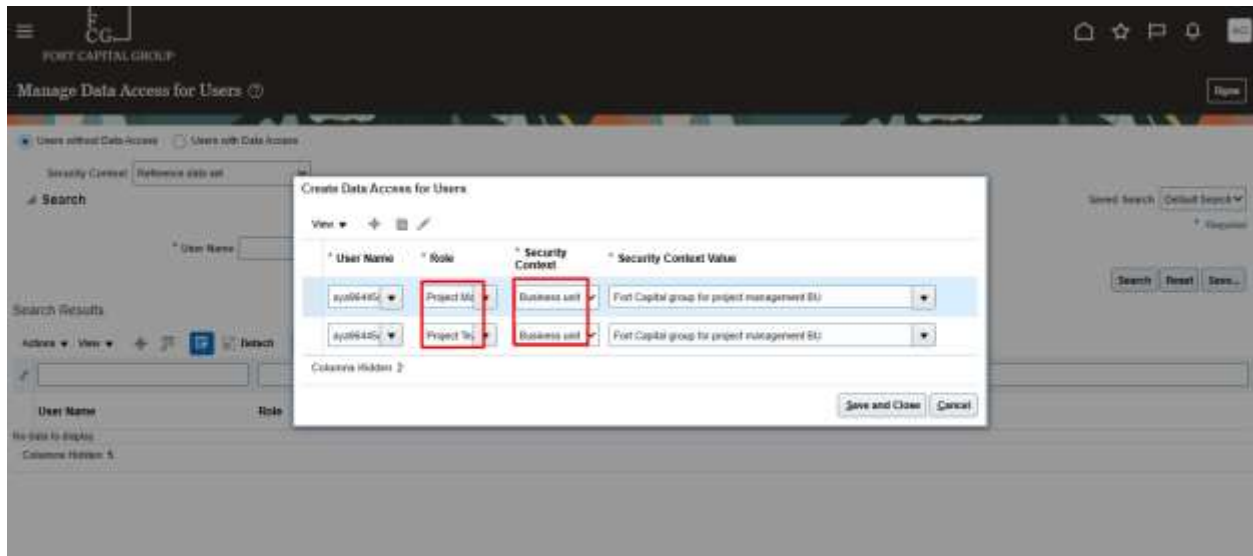 FORT CAPITAL GROUP
Manage Data Access for Users
Done
Users without Data Access Users with Data Access
Security Context Reference data set
Search
Saved Search Default Search
* Required
* User Name
Search Reset Save...
Search Results
Actions View Detach
User Name Role
No data to display.
Columns Hidden 5
Create Data Access for Users
View
* User Name * Role * Security Context * Security Context Value
Business unit Fort Capital group for project management BU
Business unit Fort Capital group for project management BU
Columns Hidden 2
Save and Close Cancel